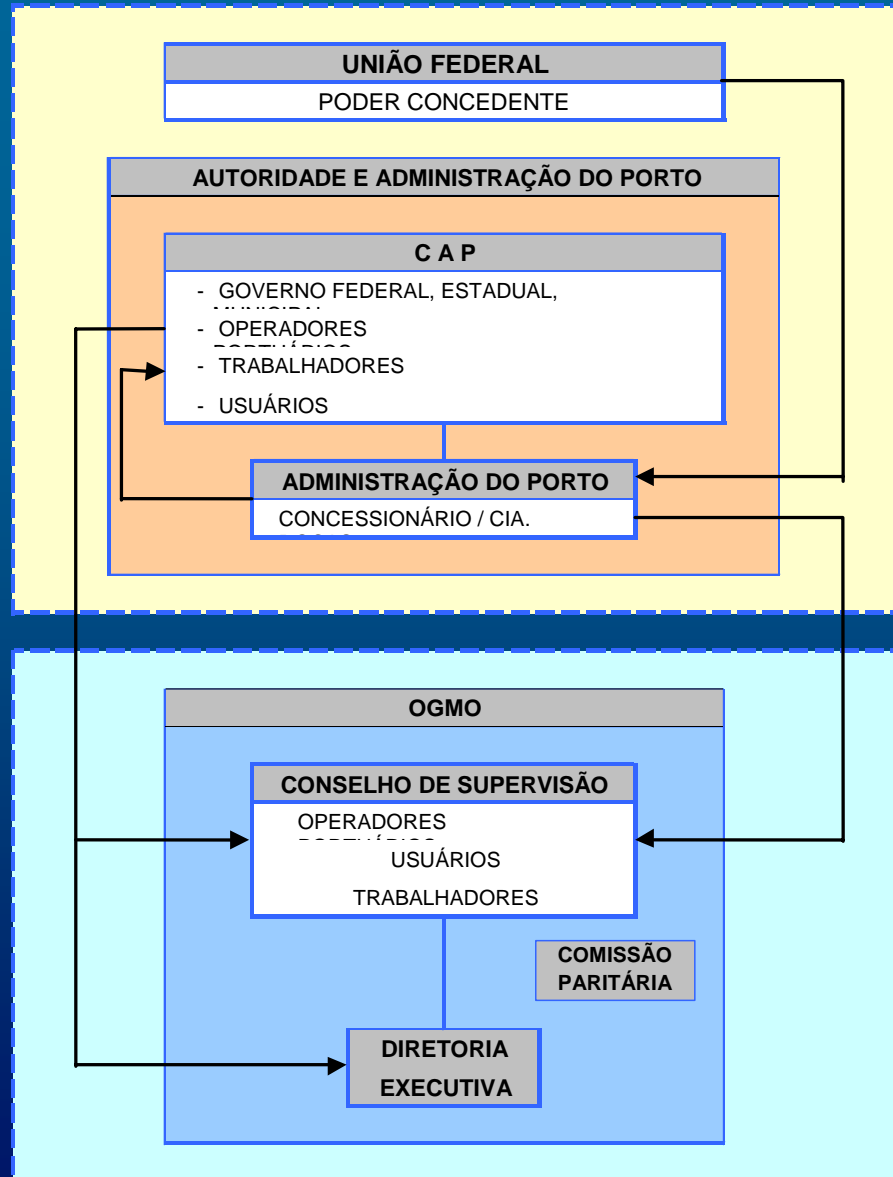 UNIÃO FEDERAL
PODER CONCEDENTE
AUTORIDADE E ADMINISTRAÇÃO DO PORTO
C A P
- GOVERNO FEDERAL, ESTADUAL,
- OPERADORES
- TRABALHADORES
- USUÁRIOS
ADMINISTRAÇÃO DO PORTO
CONCESSIONÁRIO / CIA.
OGMO
CONSELHO DE SUPERVISÃO
OPERADORES
USUÁRIOS
TRABALHADORES
COMISSÃO
PARITÁRIA
DIRETORIA
EXECUTIVA